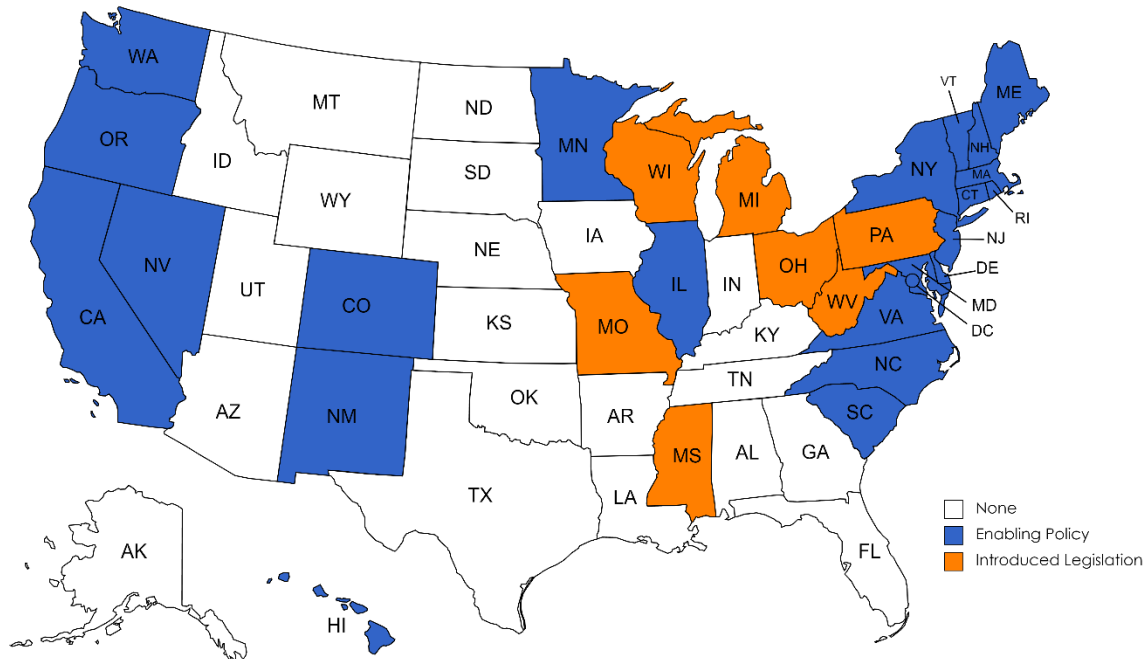 WA
MT
ND
MN
VT
ME
OR
ID
SD
WI
NY
NH
MA
WY
MI
CT
RI
IA
NE
PA
NJ
NV
UT
CO
IL
IN
OH
DE
CA
KS
MO
WV
VA
MD
KY
DC
NC
TN
AZ
NM
OK
AR
SC
MS
AL
GA
TX
LA
FL
AK
HI
None
Enabling Policy
Introduced Legislation